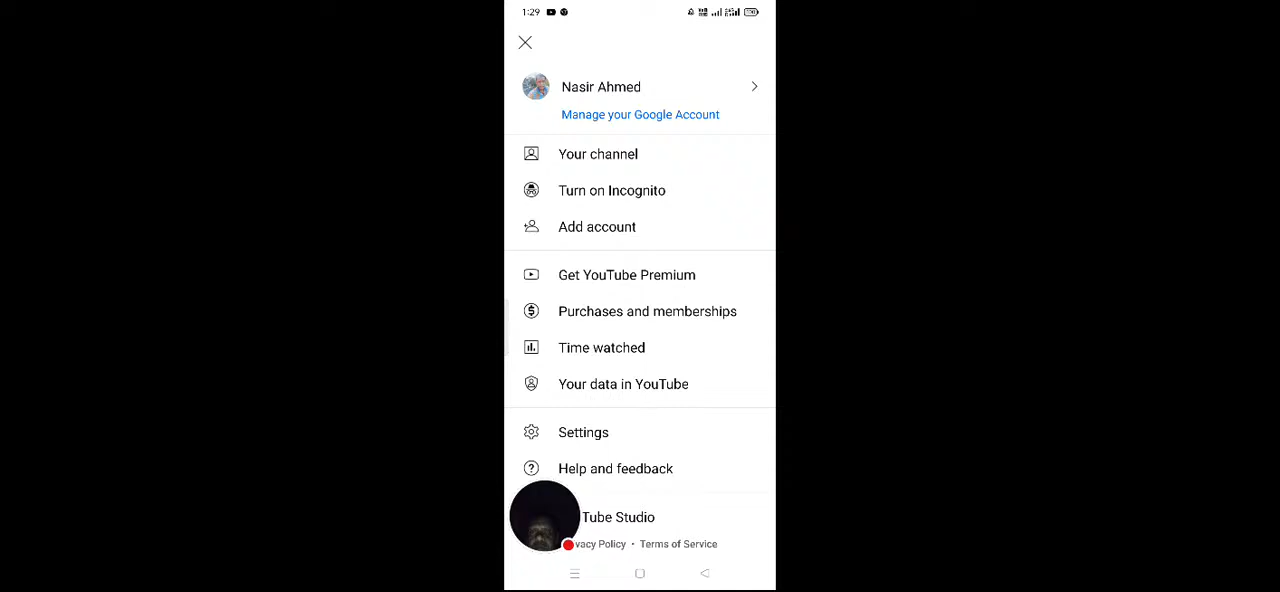 1:29
Nasir Ahmed
Manage your Google Account
Your channel
Turn on Incognito
Add account
Get YouTube Premium
Purchases and memberships
Time watched
Your data in YouTube
Settings
Help and feedback
Tube Studio
vacy Policy • Terms of Service